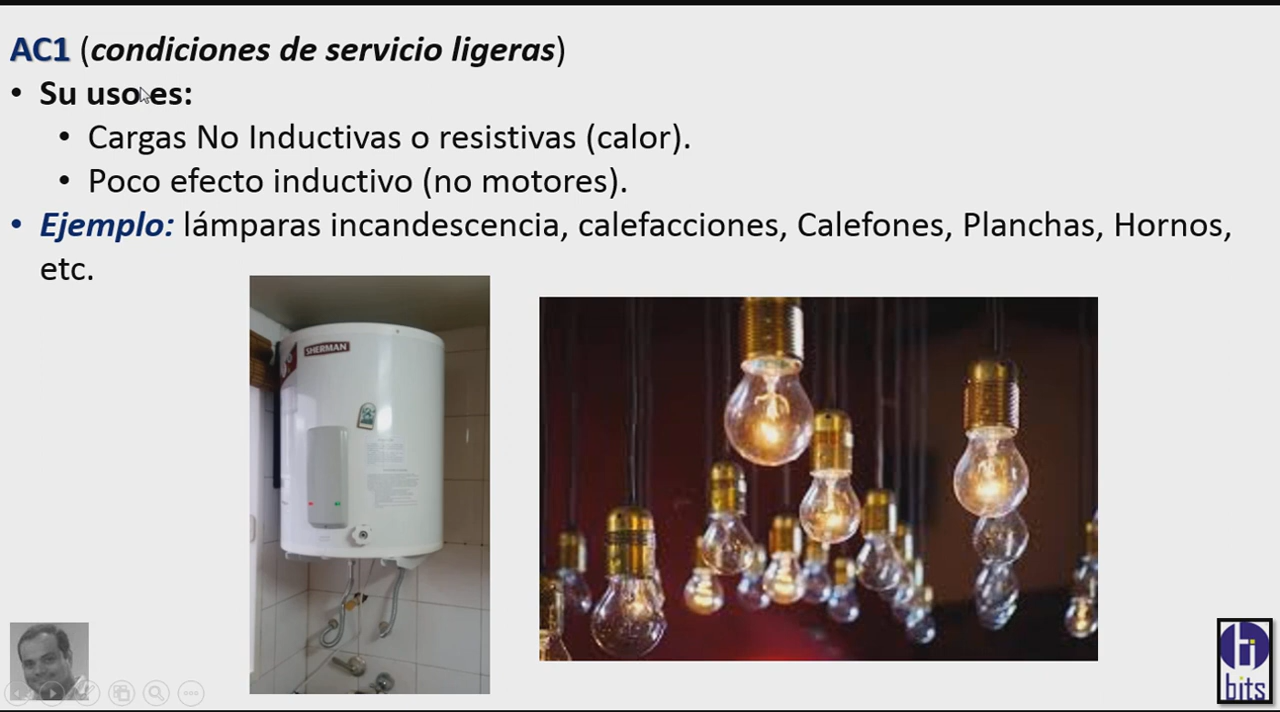 AC1 (condiciones de servicio ligeras)
• Su uso es:
• Cargas No Inductivas o resistivas (calor).
• Poco efecto inductivo (no motores).
• Ejemplo: lámparas incandescencia, calefacciones, Calefones, Planchas, Hornos,
etc.
SHERMAN
bits